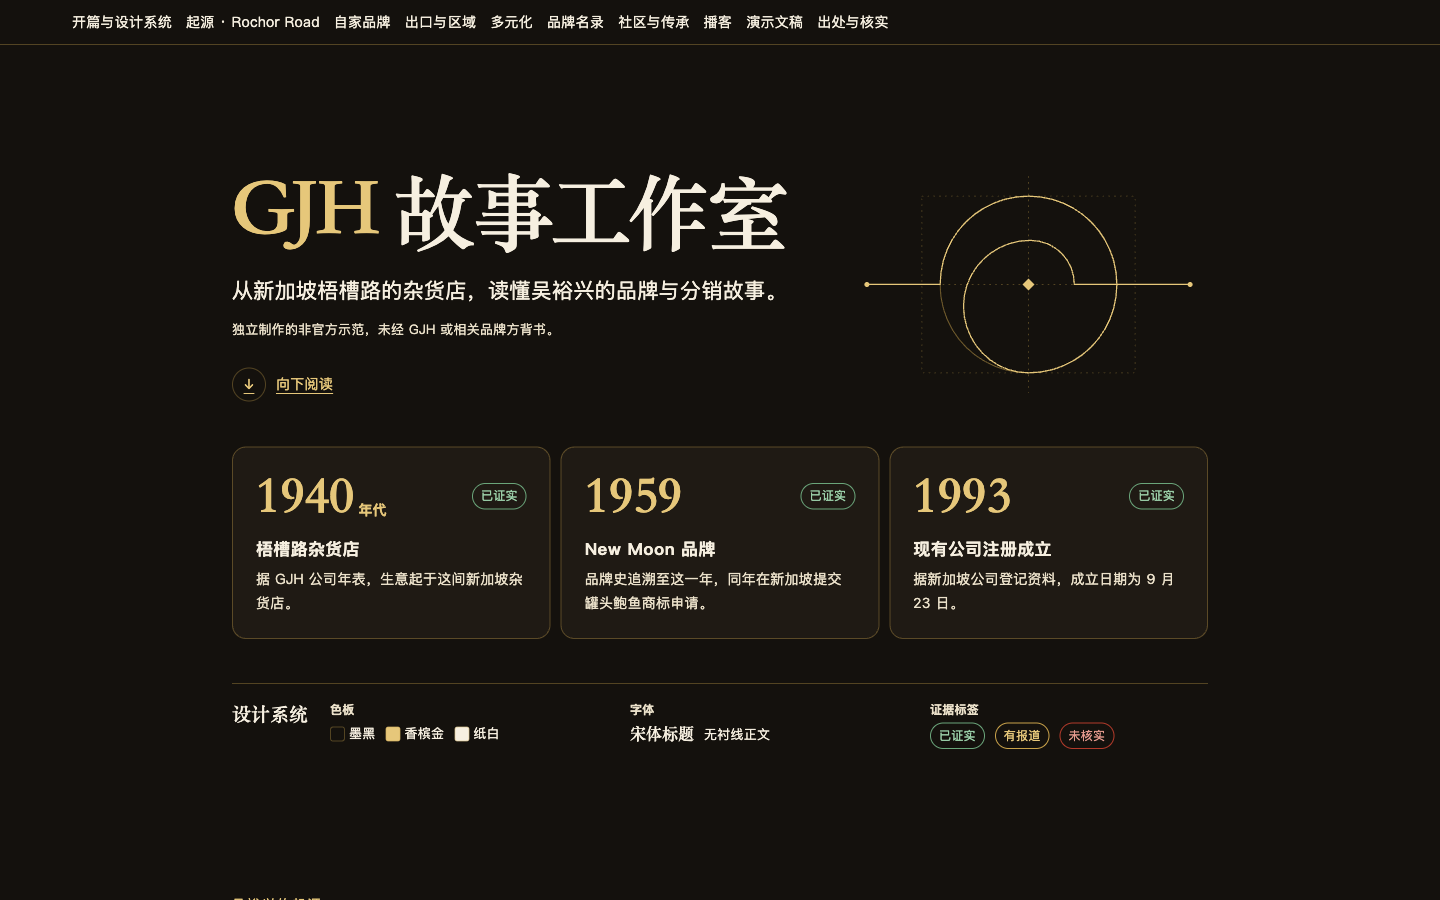 开篇与设计系统 起源 · Rochor Road 自家品牌 出口与区域 多元化 品牌名录 社区与传承 播客 演示文稿 出处与核实
GJH 故事工作室
从新加坡梧槽路的杂货店，读懂吴裕兴的品牌与分销故事。
独立制作的非官方示范，未经 GJH 或相关品牌方背书。
向下阅读
1940 年代 已证实
梧槽路杂货店
据 GJH 公司年表，生意起于这间新加坡杂
货店。
1959 已证实
New Moon 品牌
品牌史追溯至这一年，同年在新加坡提交
罐头鲍鱼商标申请。
1993 已证实
现有公司注册成立
据新加坡公司登记资料，成立日期为 9 月
23 日。
设计系统
色板
墨黑 香槟金 纸白
字体
宋体标题 无衬线正文
证据标签
已证实 有报道 未核实